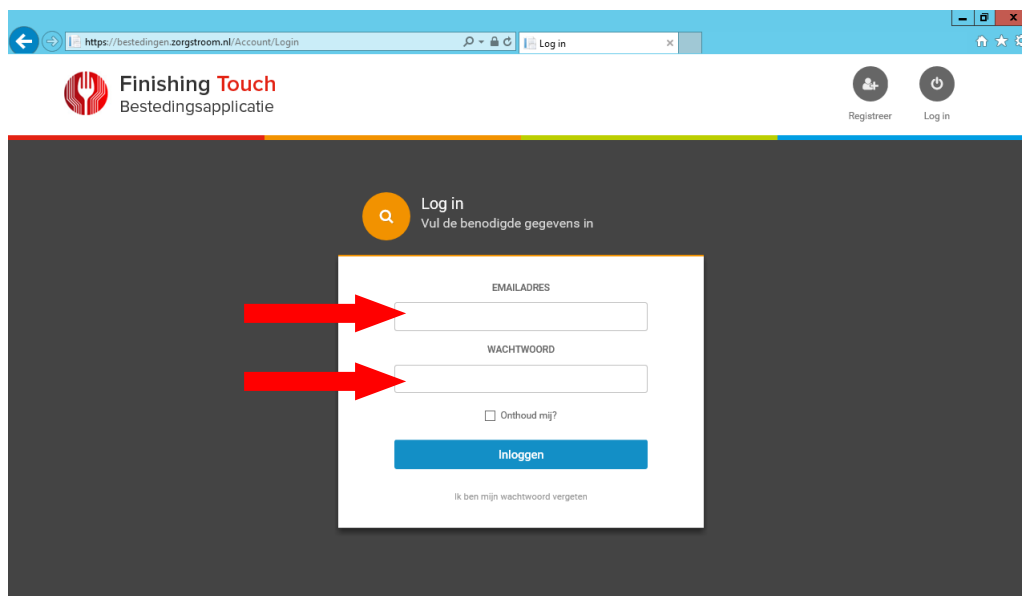 https://bestedingen.zorgstroom.nl/Account/Login
Log in
Finishing Touch
Bestedingsapplicatie
Registreer
Log in
Log in
Vul de benodigde gegevens in
EMAILADRES
WACHTWOORD
Onthoud mij?
Inloggen
Ik ben mijn wachtwoord vergeten